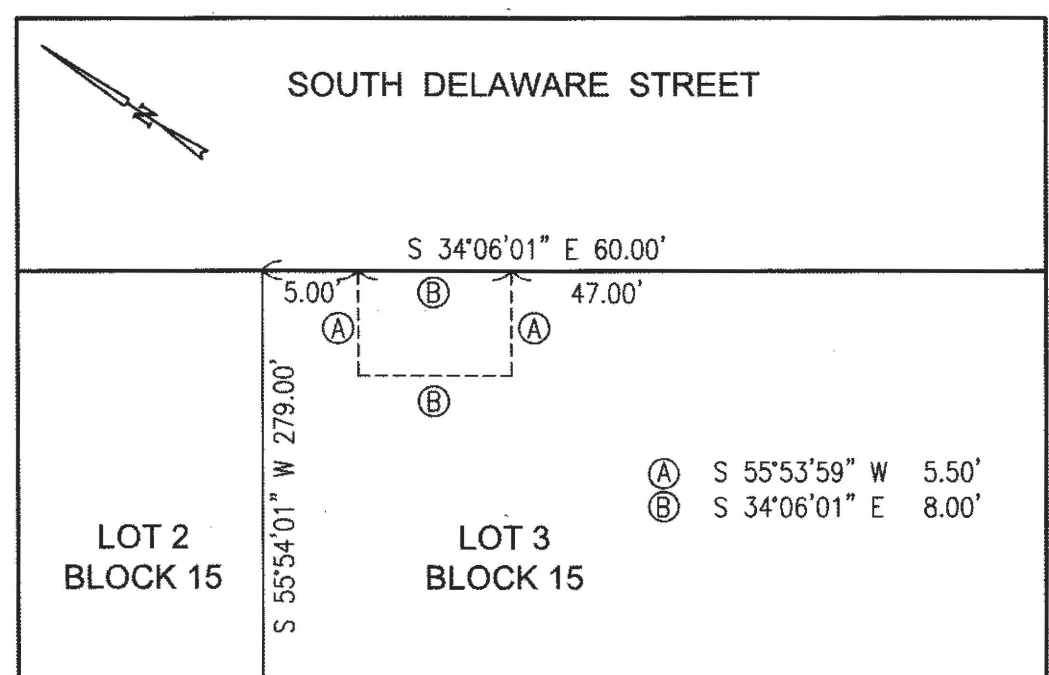 SOUTH DELAWARE STREET
N
S 34°06'01" E 60.00'
5.00'
B
47.00'
A
A
B
S 55°54'01" W 279.00'
A S 55°53'59" W 5.50'
B S 34°06'01" E 8.00'
LOT 2
BLOCK 15
LOT 3
BLOCK 15